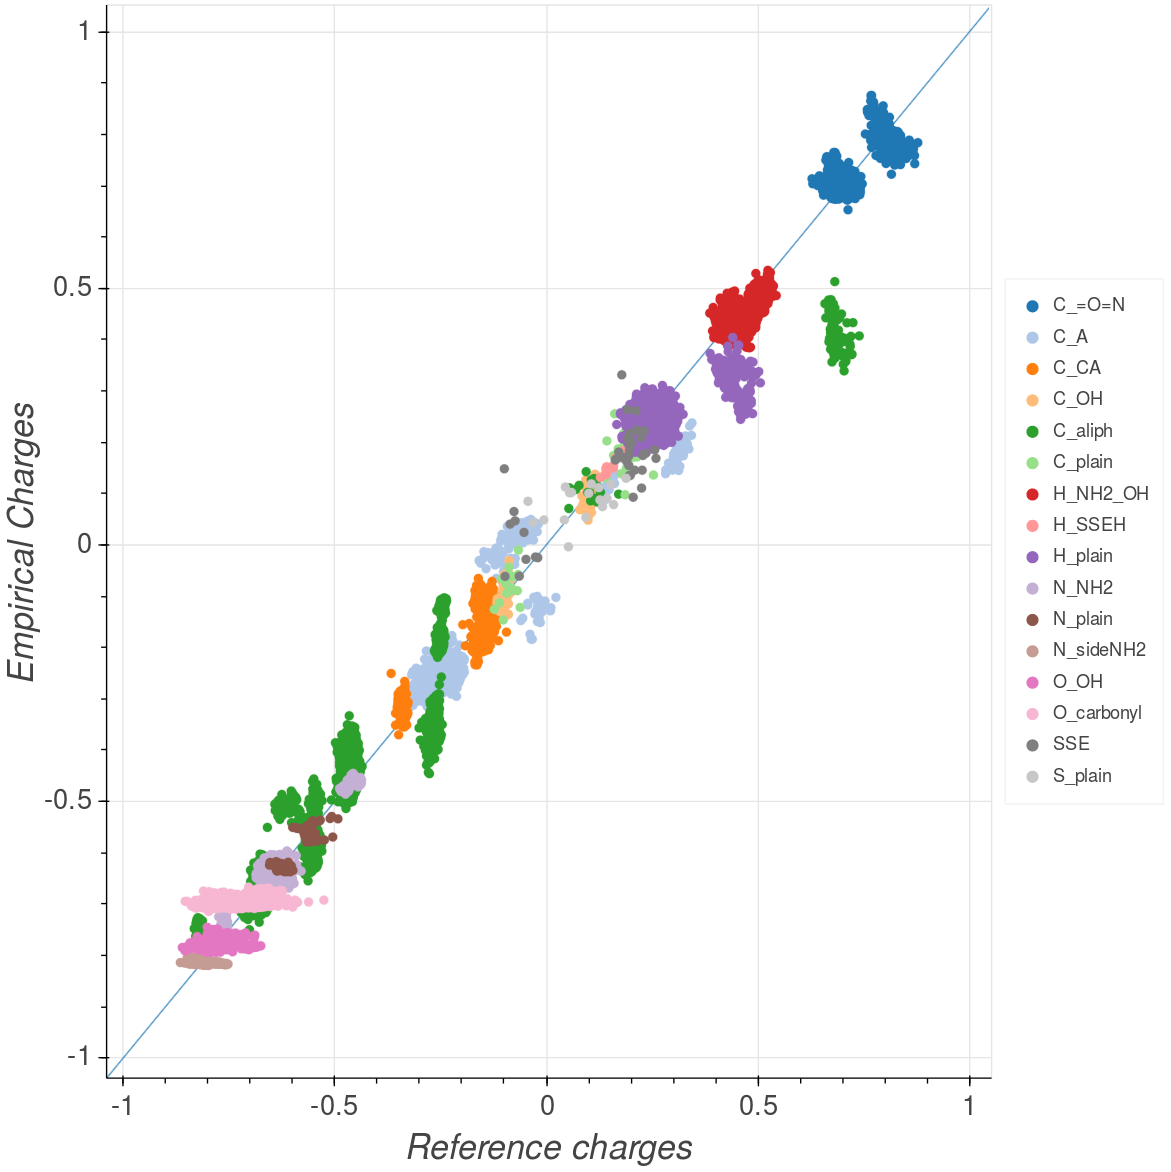 1
0.5
0
-0.5
-1
Empirical Charges
-1
-0.5
0
0.5
1
Reference charges
C_=O=N
C_A
C_CA
C_OH
C_aliph
C_plain
H_NH2_OH
H_SSEH
H_plain
N_NH2
N_plain
N_sideNH2
O_OH
O_carbonyl
SSE
S_plain